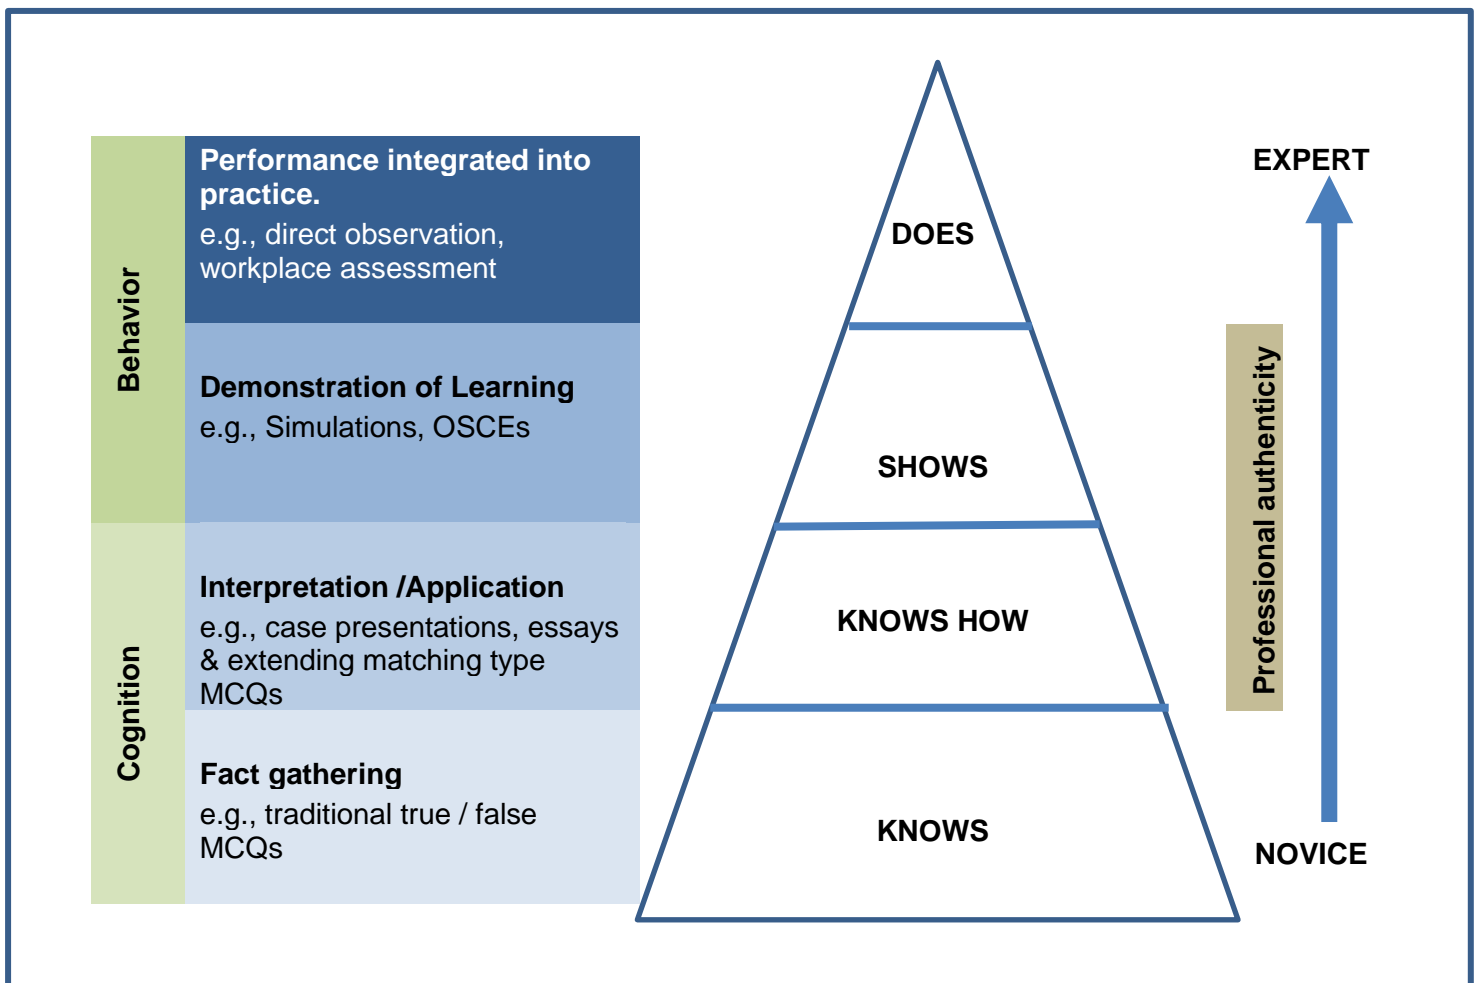 Behavior
Performance integrated into
practice.
e.g., direct observation,
workplace assessment
Demonstration of Learning
e.g., Simulations, OSCEs
Cognition
Interpretation /Application
e.g., case presentations, essays
& extending matching type
MCQs
Fact gathering
e.g., traditional true / false
MCQs
DOES
SHOWS
KNOWS HOW
KNOWS
EXPERT
Professional authenticity
NOVICE